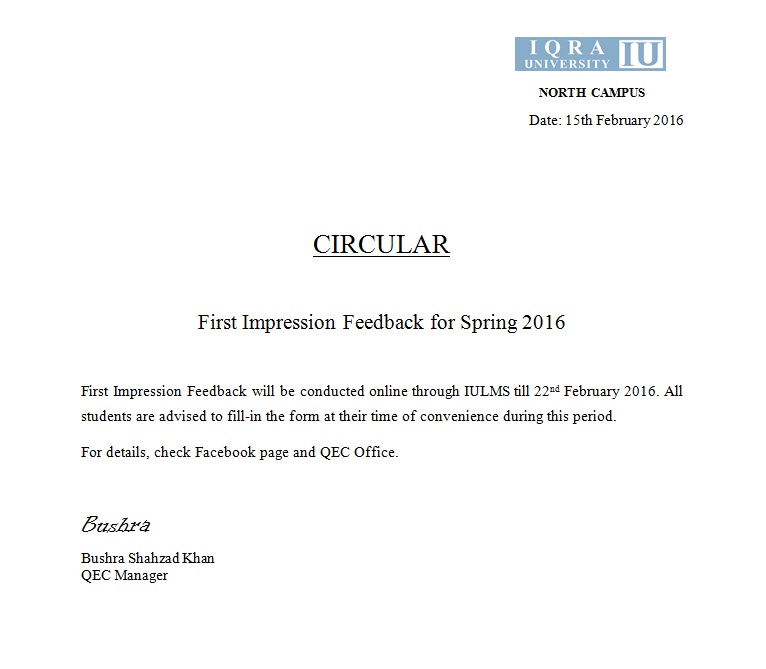 IQRA
UNIVERSITY IU
NORTH CAMPUS
Date: 15th February 2016
CIRCULAR
First Impression Feedback for Spring 2016
First Impression Feedback will be conducted online through IULMS till 22nd February 2016. All
students are advised to fill-in the form at their time of convenience during this period.
For details, check Facebook page and QEC Office.
Bushra
Bushra Shahzad Khan
QEC Manager